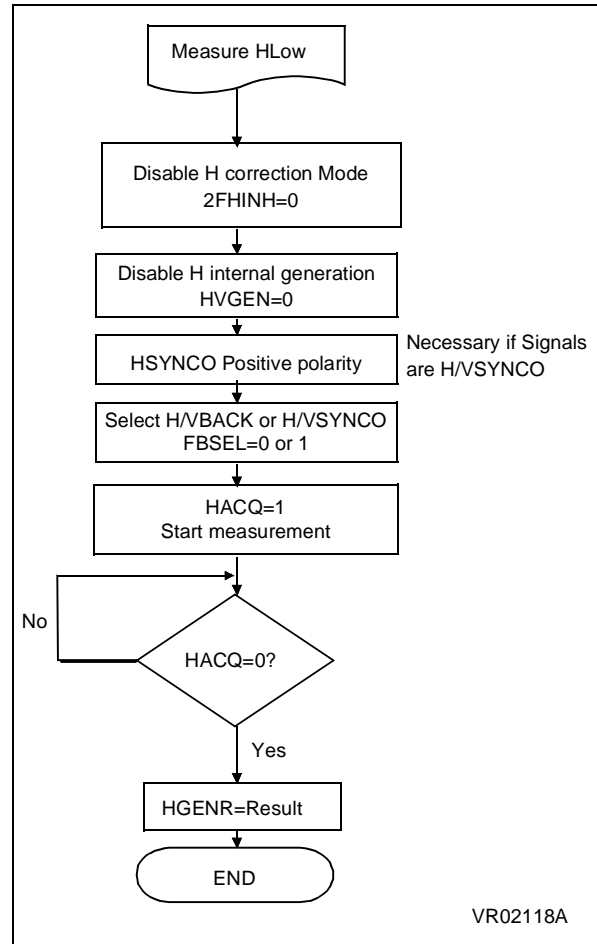 Measure HLow
Disable H correction Mode
2FHINH=0
Disable H internal generation
HVGEN=0
HSYNCO Positive polarity
Necessary if Signals
are H/VSYNCO
Select H/VBACK or H/VSYNCO
FBSEL=0 or 1
HACQ=1
Start measurement
No
HACQ=0?
Yes
HGENR=Result
END
VR02118A